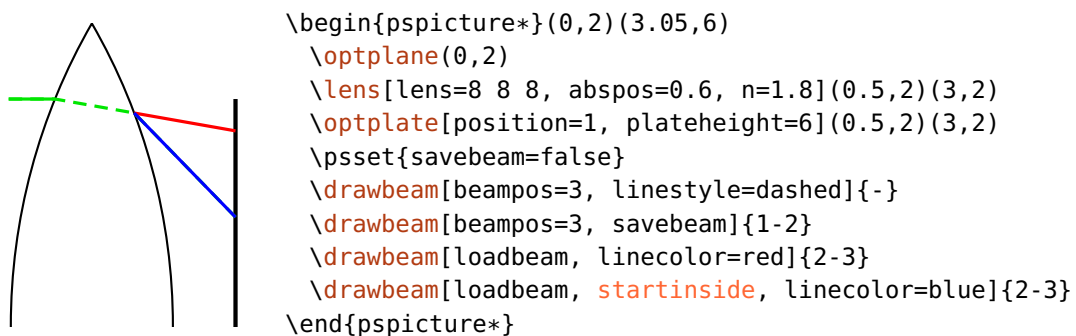 \begin{pspicture*}(0,2)(3.05,6)
\optplane(0,2)
\lens[lens=8 8 8, abspos=0.6, n=1.8](0.5,2)(3,2)
\optplate[position=1, plateheight=6](0.5,2)(3,2)
\psset{savebeam=false}
\drawbeam[beampos=3, linestyle=dashed]{-}
\drawbeam[beampos=3, savebeam]{1-2}
\drawbeam[loadbeam, linecolor=red]{2-3}
\drawbeam[loadbeam, startinside, linecolor=blue]{2-3}
\end{pspicture*}